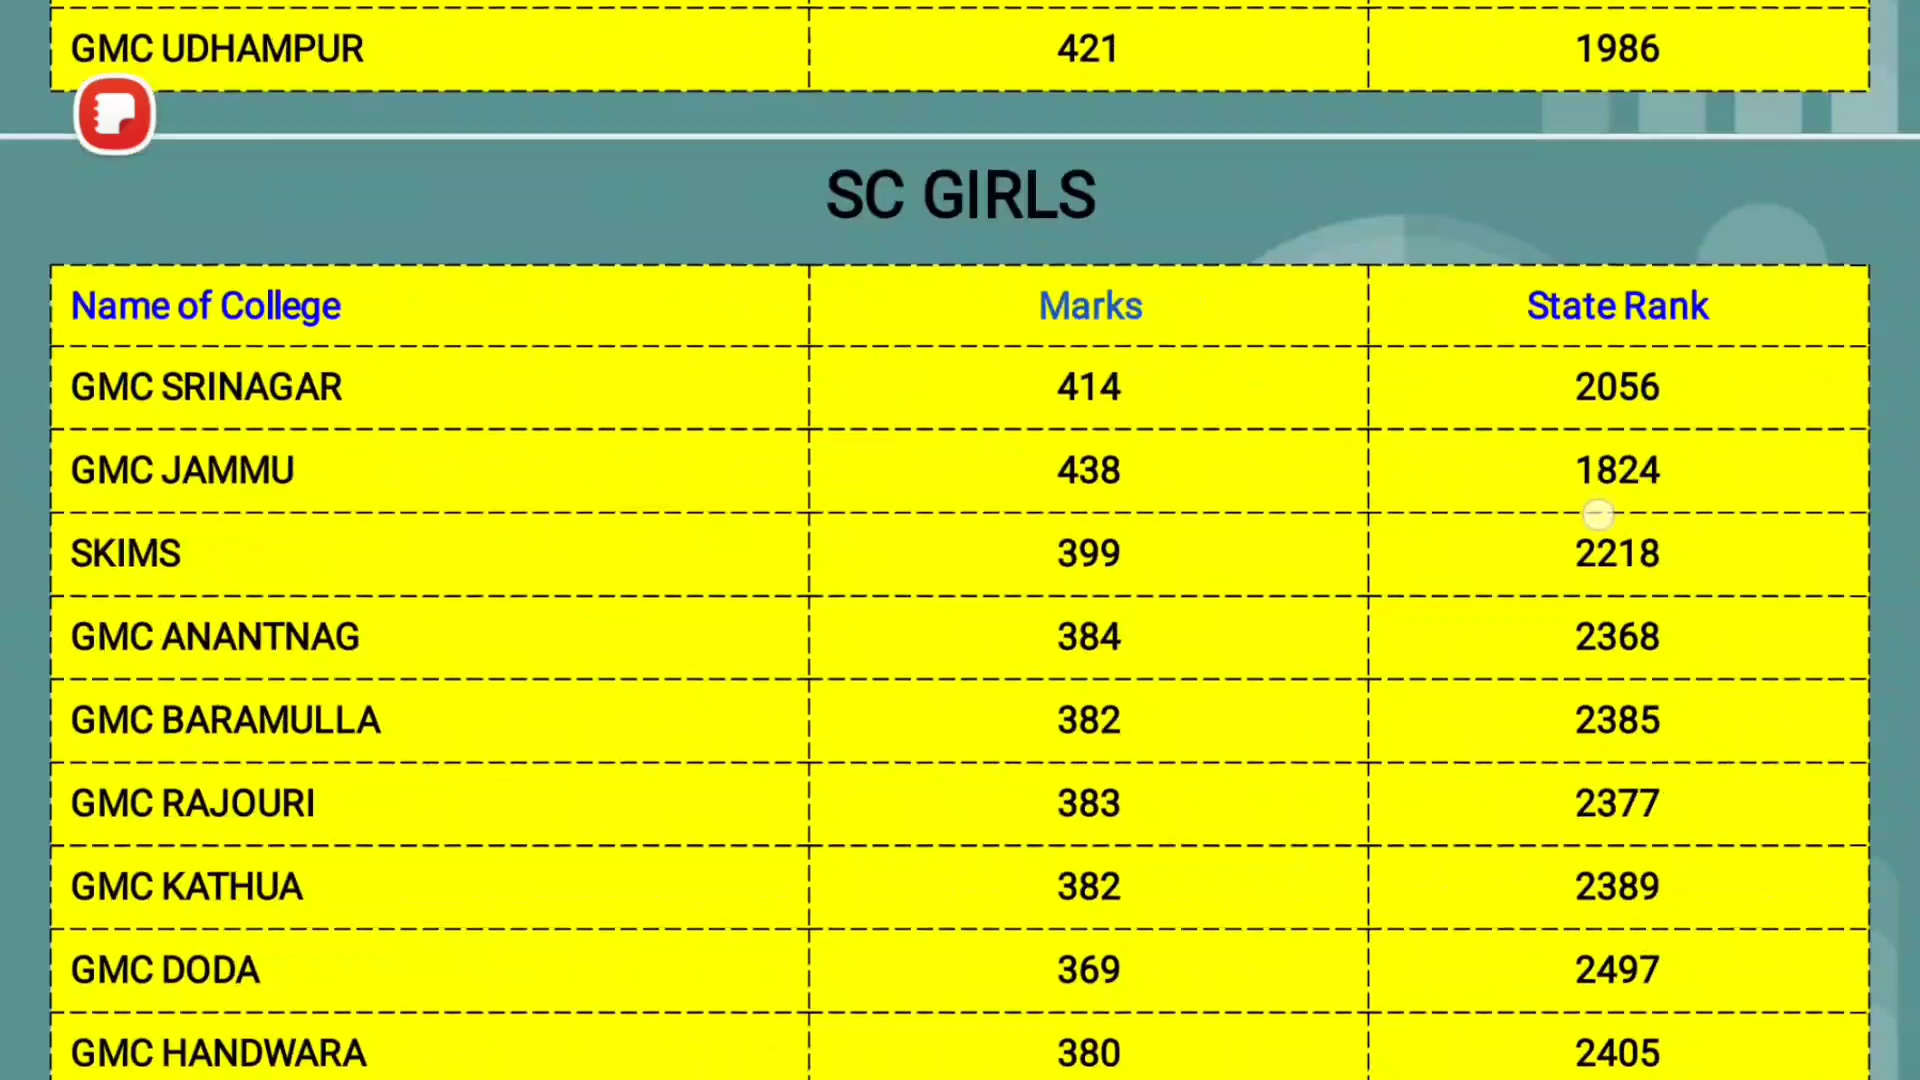 GMC UDHAMPUR 421 1986
SC GIRLS
Name of College Marks State Rank
GMC SRINAGAR 414 2056
GMC JAMMU 438 1824
SKIMS 399 2218
GMC ANANTNAG 384 2368
GMC BARAMULLA 382 2385
GMC RAJOURI 383 2377
GMC KATHUA 382 2389
GMC DODA 369 2497
GMC HANDWARA 380 2405